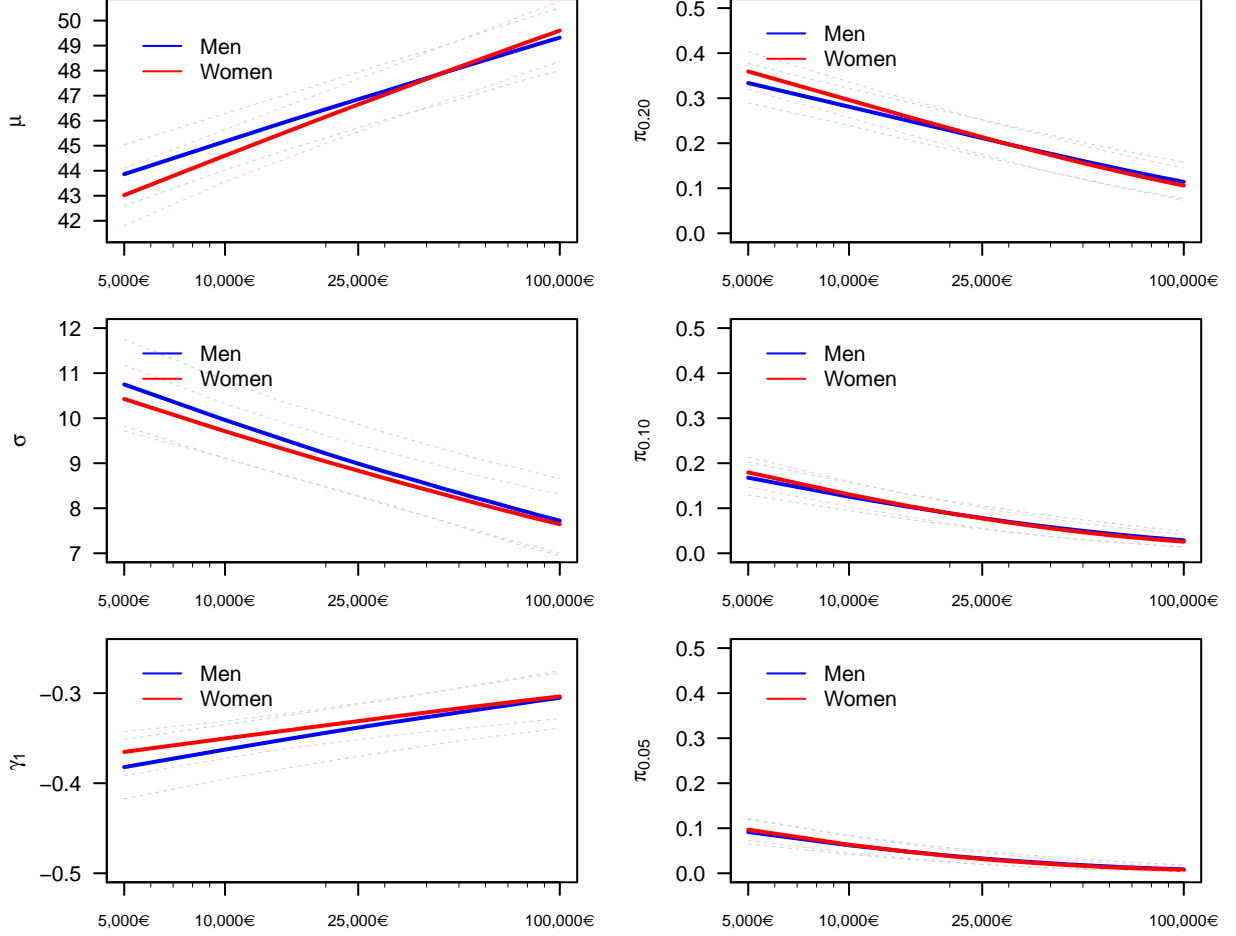 50
49
48
47
46
45
44
43
42
μ
Men
Women
5,000€ 10,000€ 25,000€ 100,000€
0.5
0.4
0.3
0.2
0.1
0.0
π0.20
Men
Women
5,000€ 10,000€ 25,000€ 100,000€
12
11
10
9
8
7
σ
Men
Women
5,000€ 10,000€ 25,000€ 100,000€
0.5
0.4
0.3
0.2
0.1
0.0
π0.10
Men
Women
5,000€ 10,000€ 25,000€ 100,000€
−0.3
−0.4
−0.5
γ1
Men
Women
5,000€ 10,000€ 25,000€ 100,000€
0.5
0.4
0.3
0.2
0.1
0.0
π0.05
Men
Women
5,000€ 10,000€ 25,000€ 100,000€